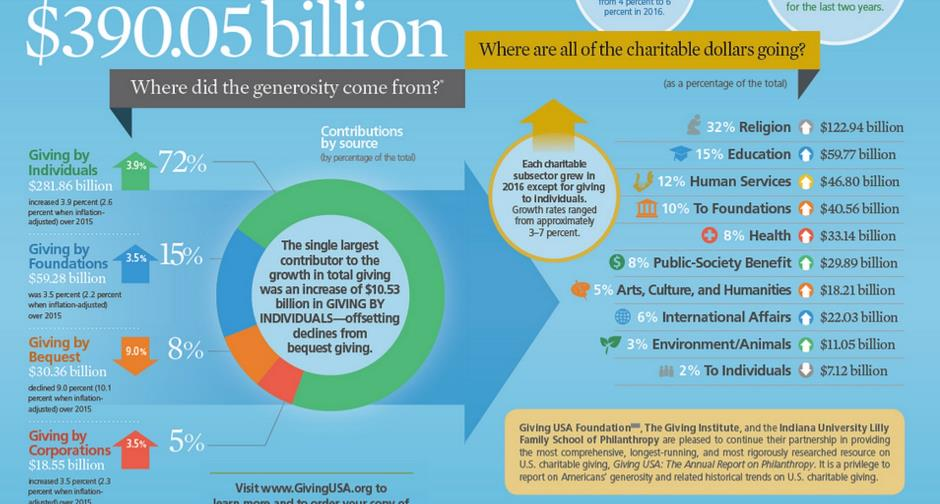 from 4 percent to 6
percent in 2016.
for the last two years.
$390.05 billion
Where are all of the charitable dollars going?
(as a percentage of the total)
Where did the generosity come from?*
Contributions
by source
(by percentage of the total)
Giving by
Individuals
$281.86 billion
increased 3.9 percent (2.6
percent when inflation-
adjusted) over 2015
3.9%
72%
Giving by
Foundations
$59.28 billion
was 3.5 percent (2.2 percent
when inflation-adjusted)
over 2015
3.5%
15%
Giving by
Bequest
$30.36 billion
declined 9.0 percent (10.1
percent when inflation-
adjusted) over 2015
9.0%
8%
Giving by
Corporations
$18.55 billion
increased 3.5 percent (2.3
percent when inflation-
adjusted) over 2015
3.5%
5%
The single largest
contributor to the
growth in total giving
was an increase of $10.53
billion in GIVING BY
INDIVIDUALS—offsetting
declines from
bequest giving.
Visit www.GivingUSA.org to
learn more and to order your copy of
Each charitable
subsector grew in
2016 except for giving
to individuals.
Growth rates ranged
from approximately
3–7 percent.
32% Religion $122.94 billion
15% Education $59.77 billion
12% Human Services $46.80 billion
10% To Foundations $40.56 billion
8% Health $33.14 billion
$ 8% Public-Society Benefit $29.89 billion
5% Arts, Culture, and Humanities $18.21 billion
6% International Affairs $22.03 billion
3% Environment/Animals $11.05 billion
2% To Individuals $7.12 billion
Giving USA Foundation, The Giving Institute, and the Indiana University Lilly
Family School of Philanthropy are pleased to continue their partnership in providing
the most comprehensive, longest-running, and most rigorously researched resource on
U.S. charitable giving, Giving USA: The Annual Report on Philanthropy. It is a privilege to
report on Americans' generosity and related historical trends on U.S. charitable giving.